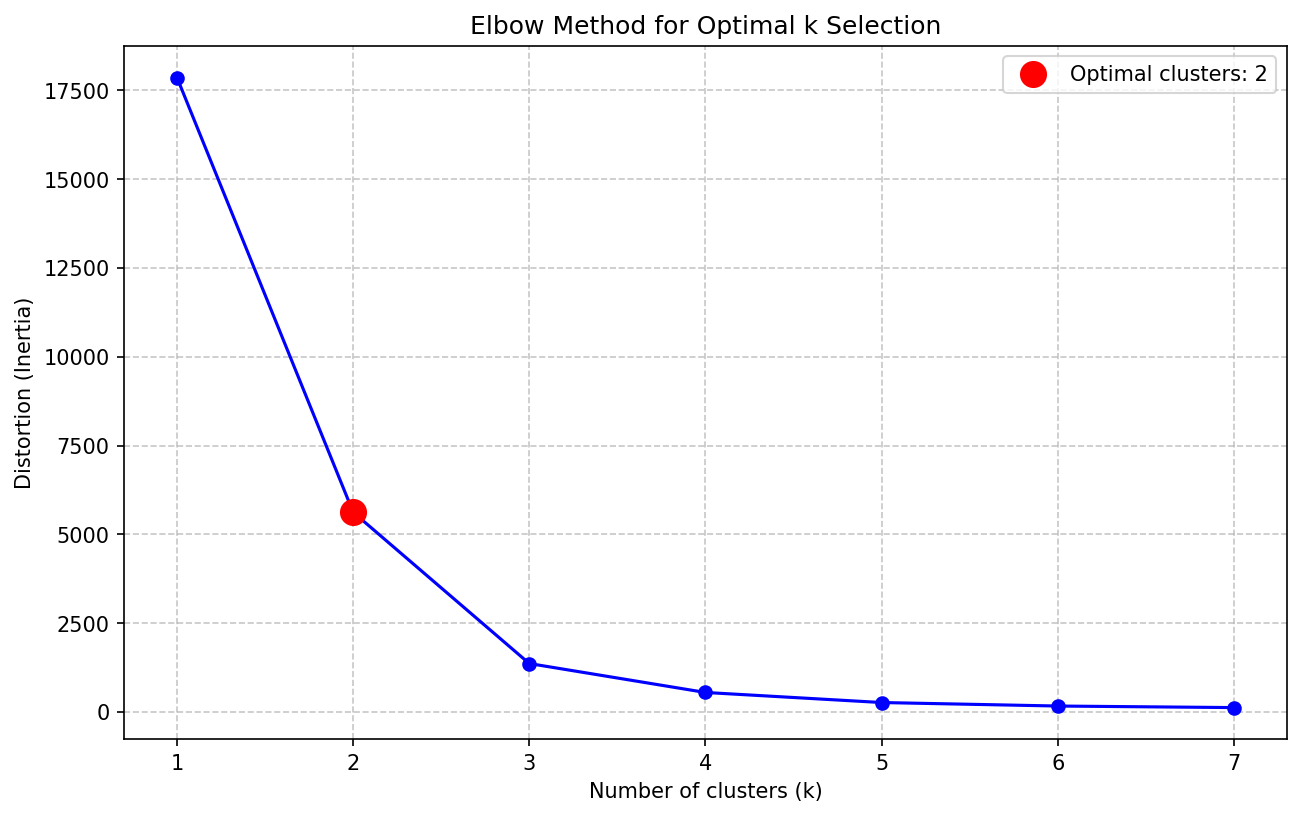 Elbow Method for Optimal k Selection
Optimal clusters: 2
Distortion (Inertia)
17500
15000
12500
10000
7500
5000
2500
0
1 2 3 4 5 6 7
Number of clusters (k)